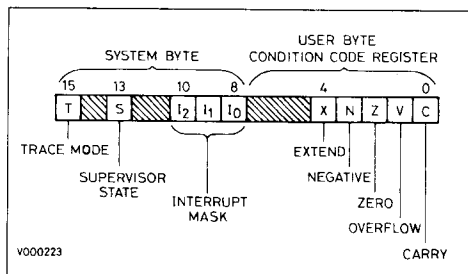 USER BYTE
SYSTEM BYTE CONDITION CODE REGISTER
15 13 10 8 4 0
T S I2 I1 I0 X N Z V C
TRACE MODE EXTEND
SUPERVISOR STATE NEGATIVE
INTERRUPT MASK ZERO
OVERFLOW
V000223 CARRY